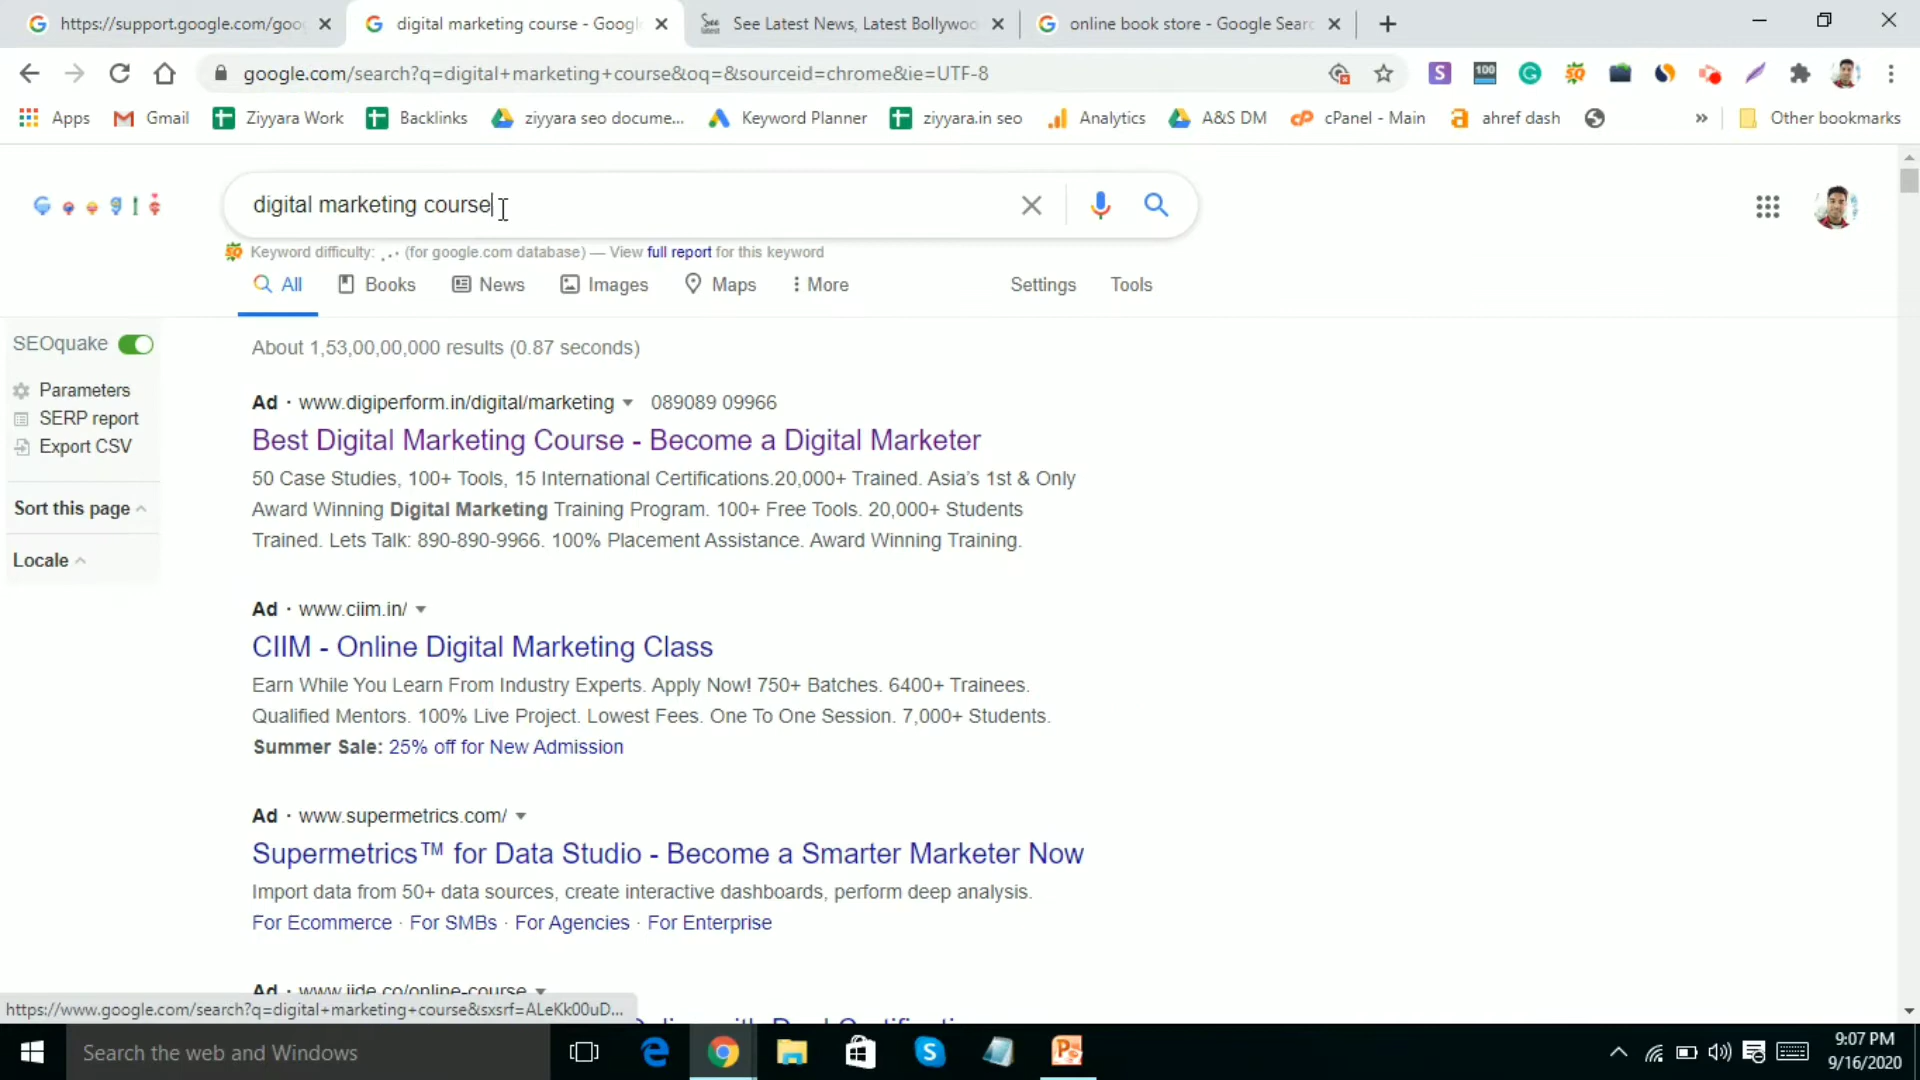 https://support.google.com/goo
digital marketing course - Googl
See Latest News, Latest Bollywoo
online book store - Google Searc
google.com/search?q=digital+marketing+course&oq=&sourceid=chrome&ie=UTF-8
Apps
Gmail
Ziyyara Work
Backlinks
ziyyara seo docume...
Keyword Planner
ziyyara.in seo
Analytics
A&S DM
cPanel - Main
ahref dash
»
Other bookmarks
digital marketing course
Keyword difficulty: ... (for google.com database) — View full report for this keyword
All
Books
News
Images
Maps
More
Settings
Tools
SEOquake
Parameters
SERP report
Export CSV
Sort this page
Locale
About 1,53,00,00,000 results (0.87 seconds)
Ad · www.digiperform.in/digital/marketing 089089 09966
Best Digital Marketing Course - Become a Digital Marketer
50 Case Studies, 100+ Tools, 15 International Certifications.20,000+ Trained. Asia's 1st & Only
Award Winning Digital Marketing Training Program. 100+ Free Tools. 20,000+ Students
Trained. Lets Talk: 890-890-9966. 100% Placement Assistance. Award Winning Training.
Ad · www.ciim.in/
CIIM - Online Digital Marketing Class
Earn While You Learn From Industry Experts. Apply Now! 750+ Batches. 6400+ Trainees.
Qualified Mentors. 100% Live Project. Lowest Fees. One To One Session. 7,000+ Students.
Summer Sale: 25% off for New Admission
Ad · www.supermetrics.com/
Supermetrics™ for Data Studio - Become a Smarter Marketer Now
Import data from 50+ data sources, create interactive dashboards, perform deep analysis.
For Ecommerce · For SMBs · For Agencies · For Enterprise
Ad · www.iide.co/online-course
https://www.google.com/search?q=digital+marketing+course&sxsrf=ALeKk00uD...
Search the web and Windows
9:07 PM
9/16/2020